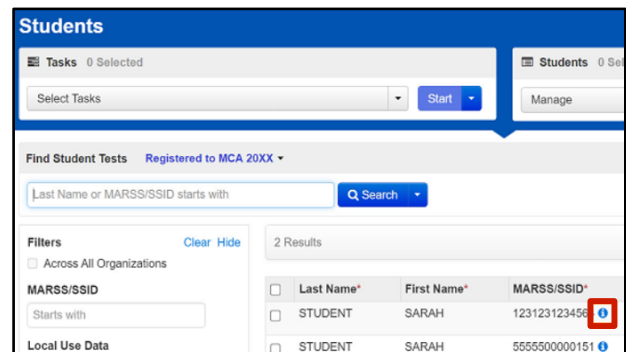 Students
Tasks 0 Selected
Students 0
Select Tasks
Start
Manage
Find Student Tests Registered to MCA 20XX
Last Name or MARSS/SSID starts with
Search
Filters Clear Hide
2 Results
Across All Organizations
MARSS/SSID
Last Name* First Name* MARSS/SSID*
Starts with
STUDENT SARAH
Local Use Data
STUDENT SARAH 5555500000151